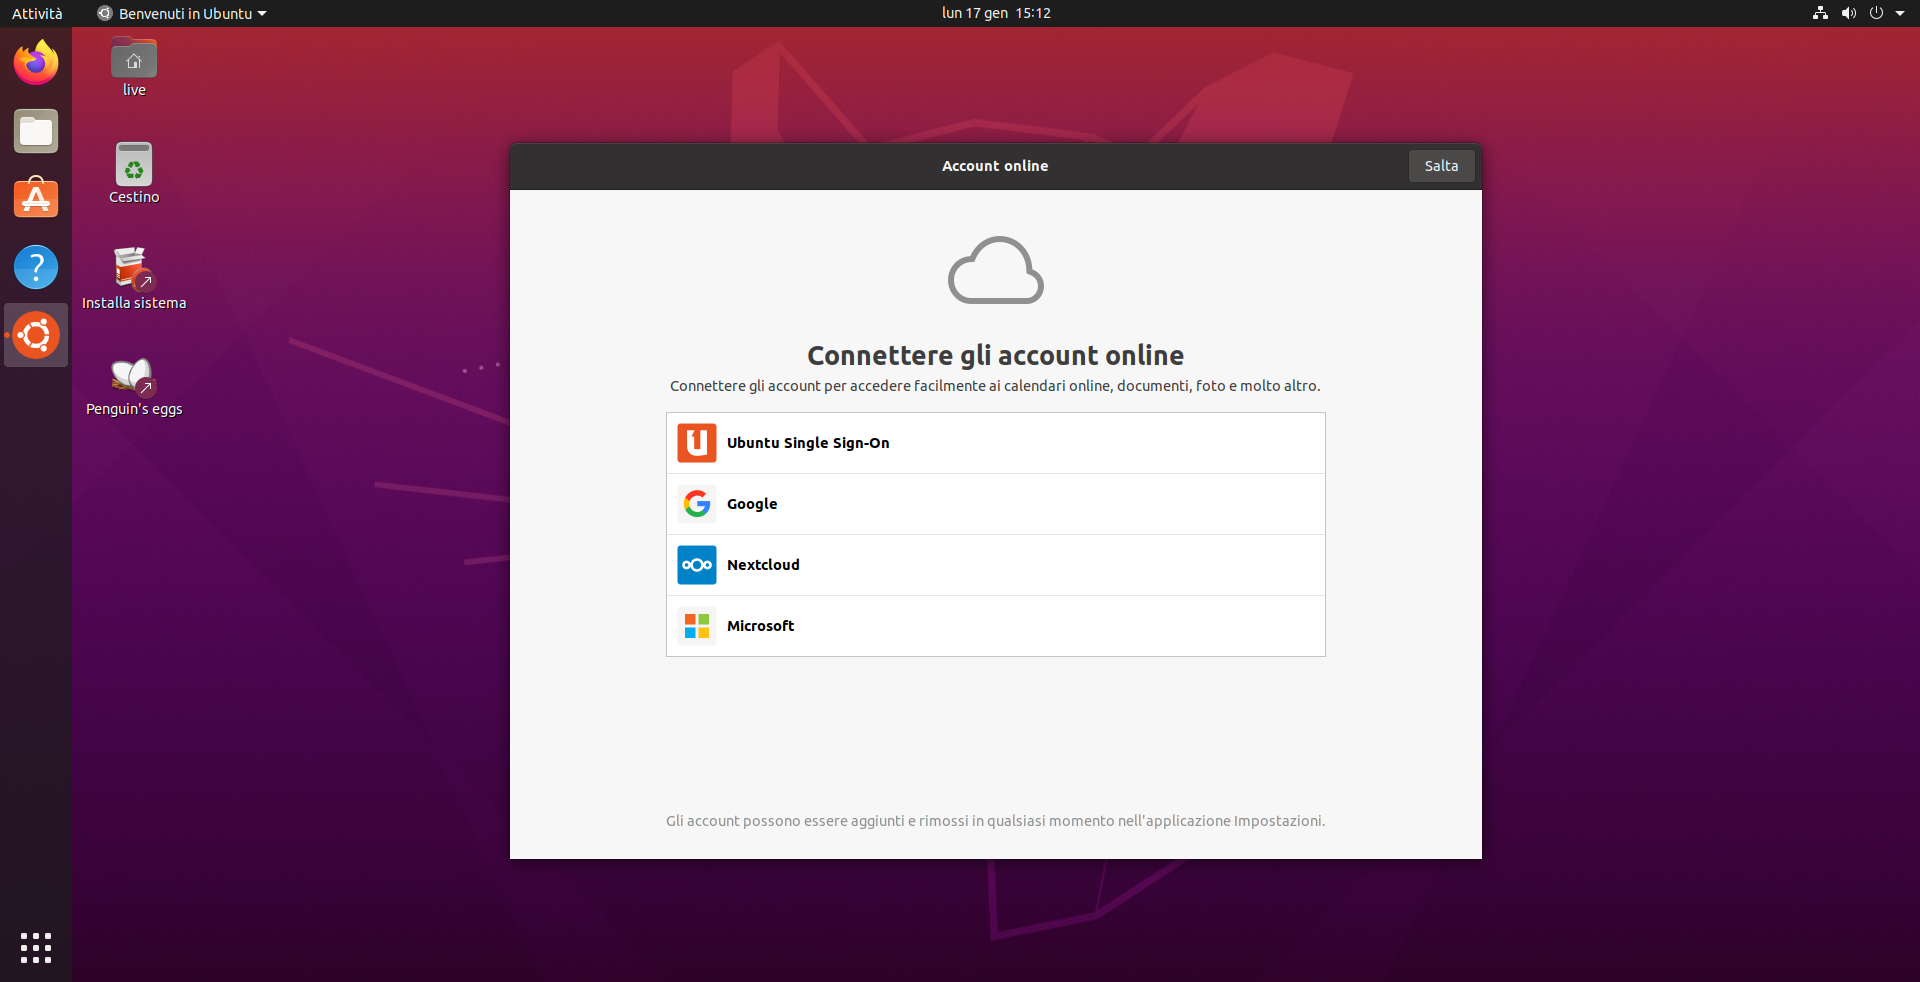 Attività
Benvenuti in Ubuntu
lun 17 gen 15:12
live
Cestino
Installa sistema
Penguin's eggs
Account online
Salta
Connettere gli account online
Connettere gli account per accedere facilmente ai calendari online, documenti, foto e molto altro.
Ubuntu Single Sign-On
Google
Nextcloud
Microsoft
Gli account possono essere aggiunti e rimossi in qualsiasi momento nell'applicazione Impostazioni.